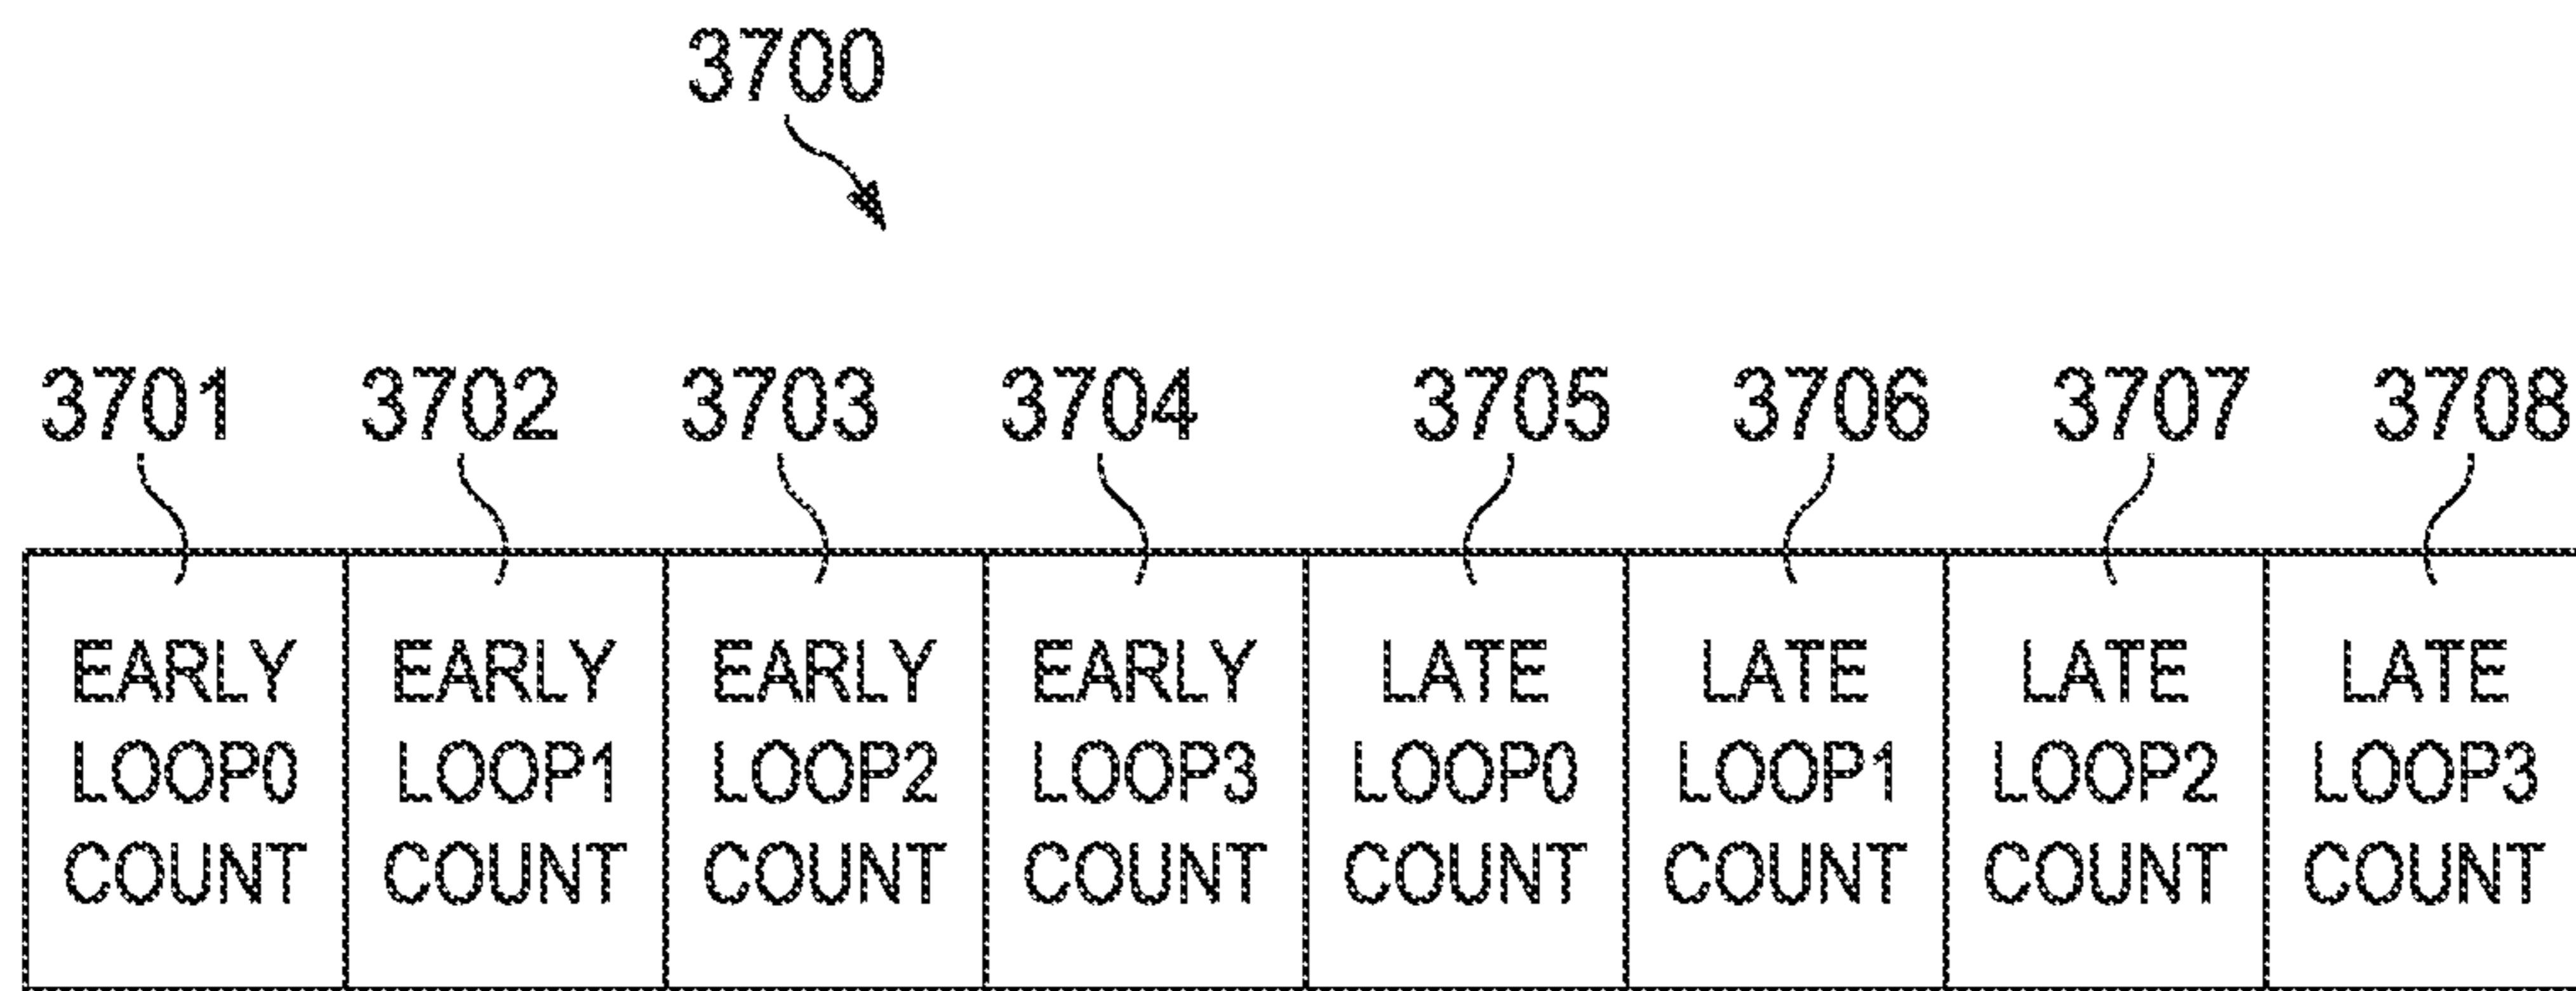 3700
3701 3702 3703 3704 3705 3706 3707 3708
EARLY EARLY EARLY EARLY LATE LATE LATE LATE
LOOP0 LOOP1 LOOP2 LOOP3 LOOP0 LOOP1 LOOP2 LOOP3
COUNT COUNT COUNT COUNT COUNT COUNT COUNT COUNT